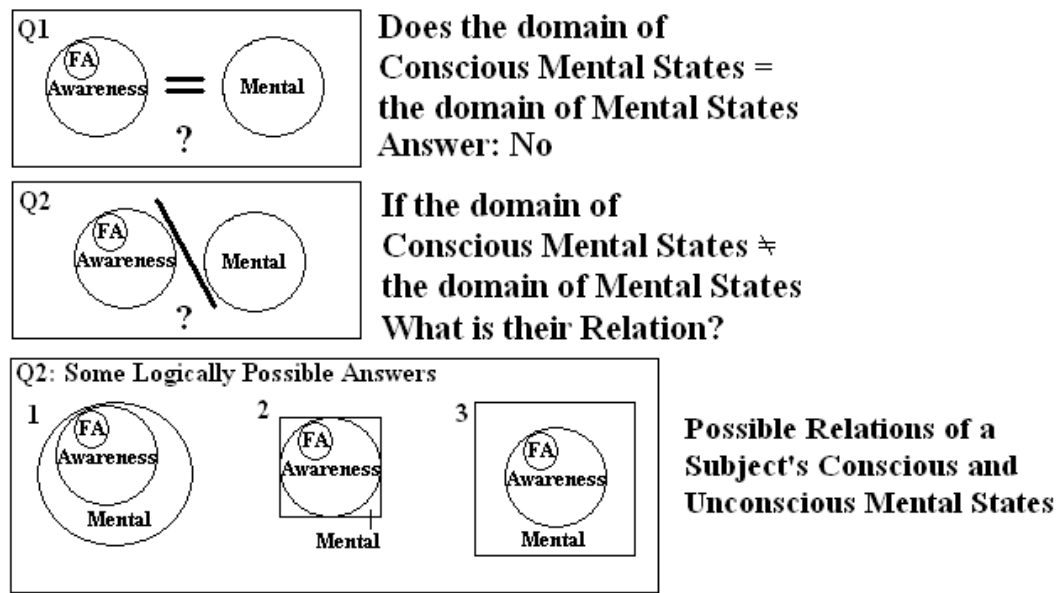 Q1
FA
Awareness
=
Mental
?
Does the domain of
Conscious Mental States =
the domain of Mental States
Answer: No
Q2
FA
Awareness
Mental
?
If the domain of
Conscious Mental States ≒
the domain of Mental States
What is their Relation?
Q2: Some Logically Possible Answers
1
FA
Awareness
Mental
2
FA
Awareness
Mental
3
FA
Awareness
Mental
Possible Relations of a
Subject's Conscious and
Unconscious Mental States